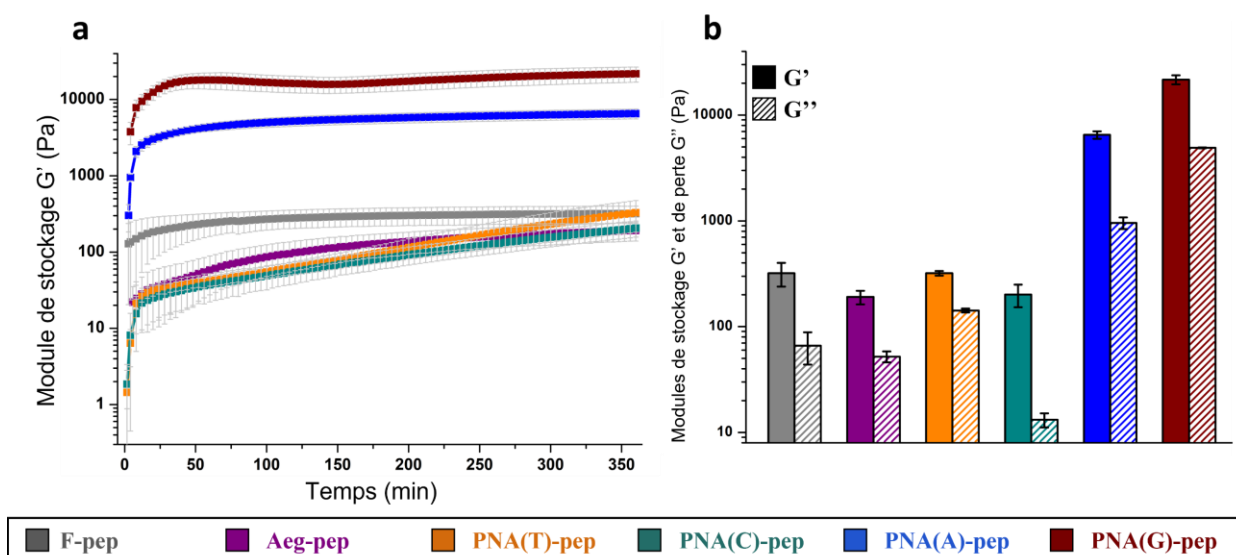 a
Module de stockage G' (Pa)
10000
1000
100
10
1
0
50
100
150
200
250
300
350
Temps (min)
b
G'
G''
Modules de stockage G' et de perte G'' (Pa)
10000
1000
100
10
F-pep
Aeg-pep
PNA(T)-pep
PNA(C)-pep
PNA(A)-pep
PNA(G)-pep